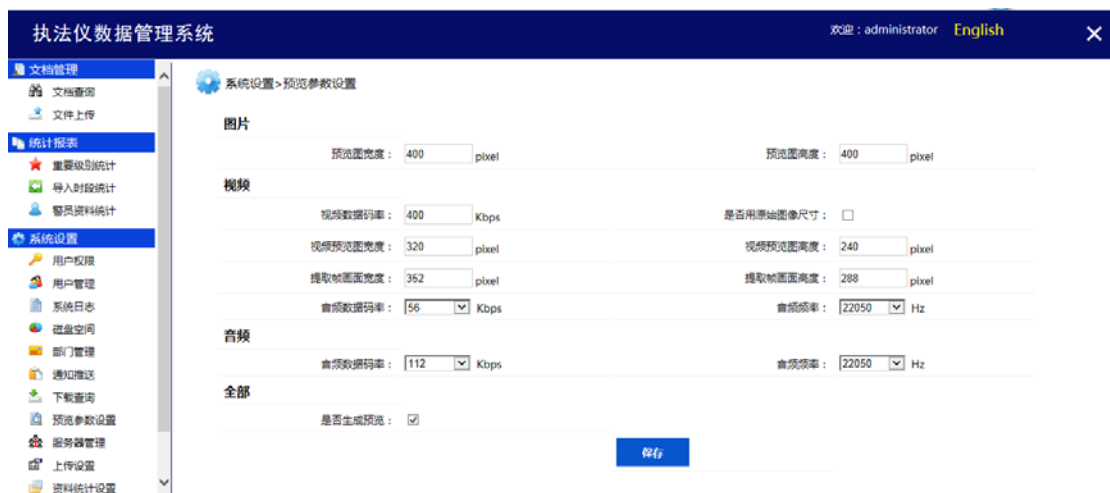 执法仪数据管理系统
欢迎：administrator English
文档管理
文档查询
文件上传
统计报表
重要级别统计
导入时段统计
警员资料统计
系统设置
用户权限
用户管理
系统日志
磁盘空间
部门管理
通知推送
下载查询
预览参数设置
服务器管理
上传设置
资料统计设置
系统设置>预览参数设置
图片
预览图宽度： 400 pixel 预览图高度： 400 pixel
视频
视频数据码率： 400 Kbps 是否用原始图像尺寸：
视频预览图宽度： 320 pixel 视频预览图高度： 240 pixel
提取帧画面宽度： 352 pixel 提取帧画面高度： 288 pixel
音频数据码率： 56 Kbps 音频频率： 22050 Hz
音频
音频数据码率： 112 Kbps 音频频率： 22050 Hz
全部
是否生成预览：
保存